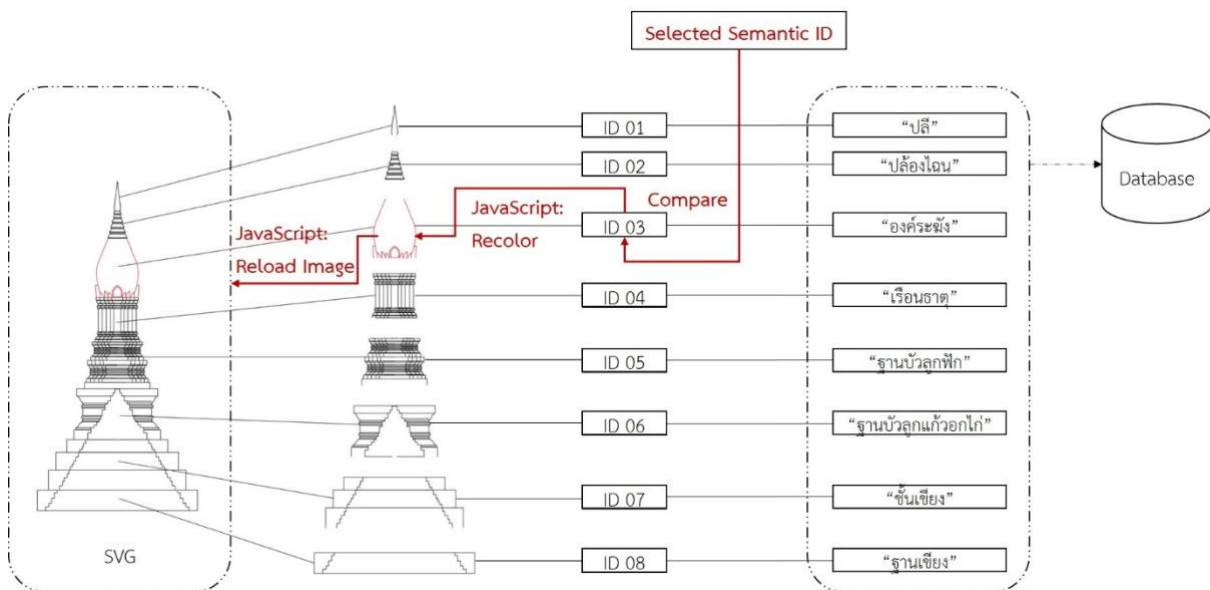 Selected Semantic ID
ID 01
“ปลี”
ID 02
“ปล้องไฉน”
Database
JavaScript:
Recolor
Compare
ID 03
“องค์ระฆัง”
JavaScript:
Reload Image
ID 04
“เรือนธาตุ”
ID 05
“ฐานบัวลูกฟัก”
ID 06
“ฐานบัวลูกแก้วอกไก่”
ID 07
“ชั้นเขียง”
SVG
ID 08
“ฐานเขียง”